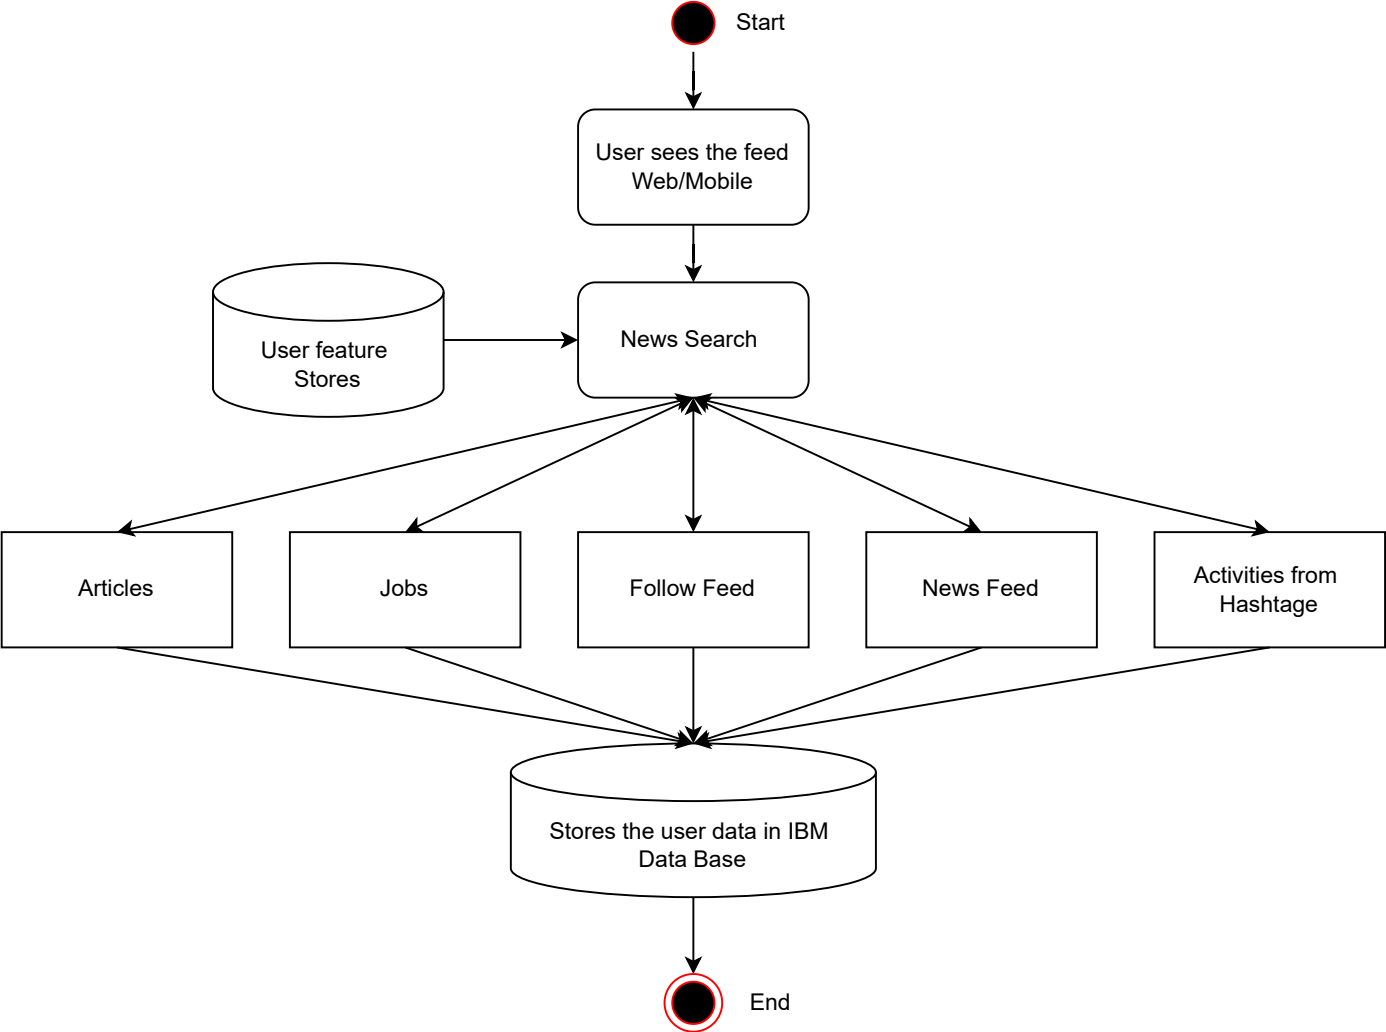 Start
User sees the feed
Web/Mobile
News Search
User feature
Stores
Articles
Jobs
Follow Feed
News Feed
Activities from
Hashtage
Stores the user data in IBM
Data Base
End